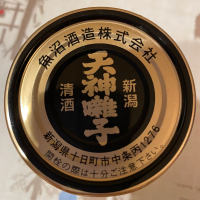 魚沼酒造株式会社
新潟
天神囃子
清酒
新潟県十日町市中条丙1276
開栓の際は十分ご注意下さい。